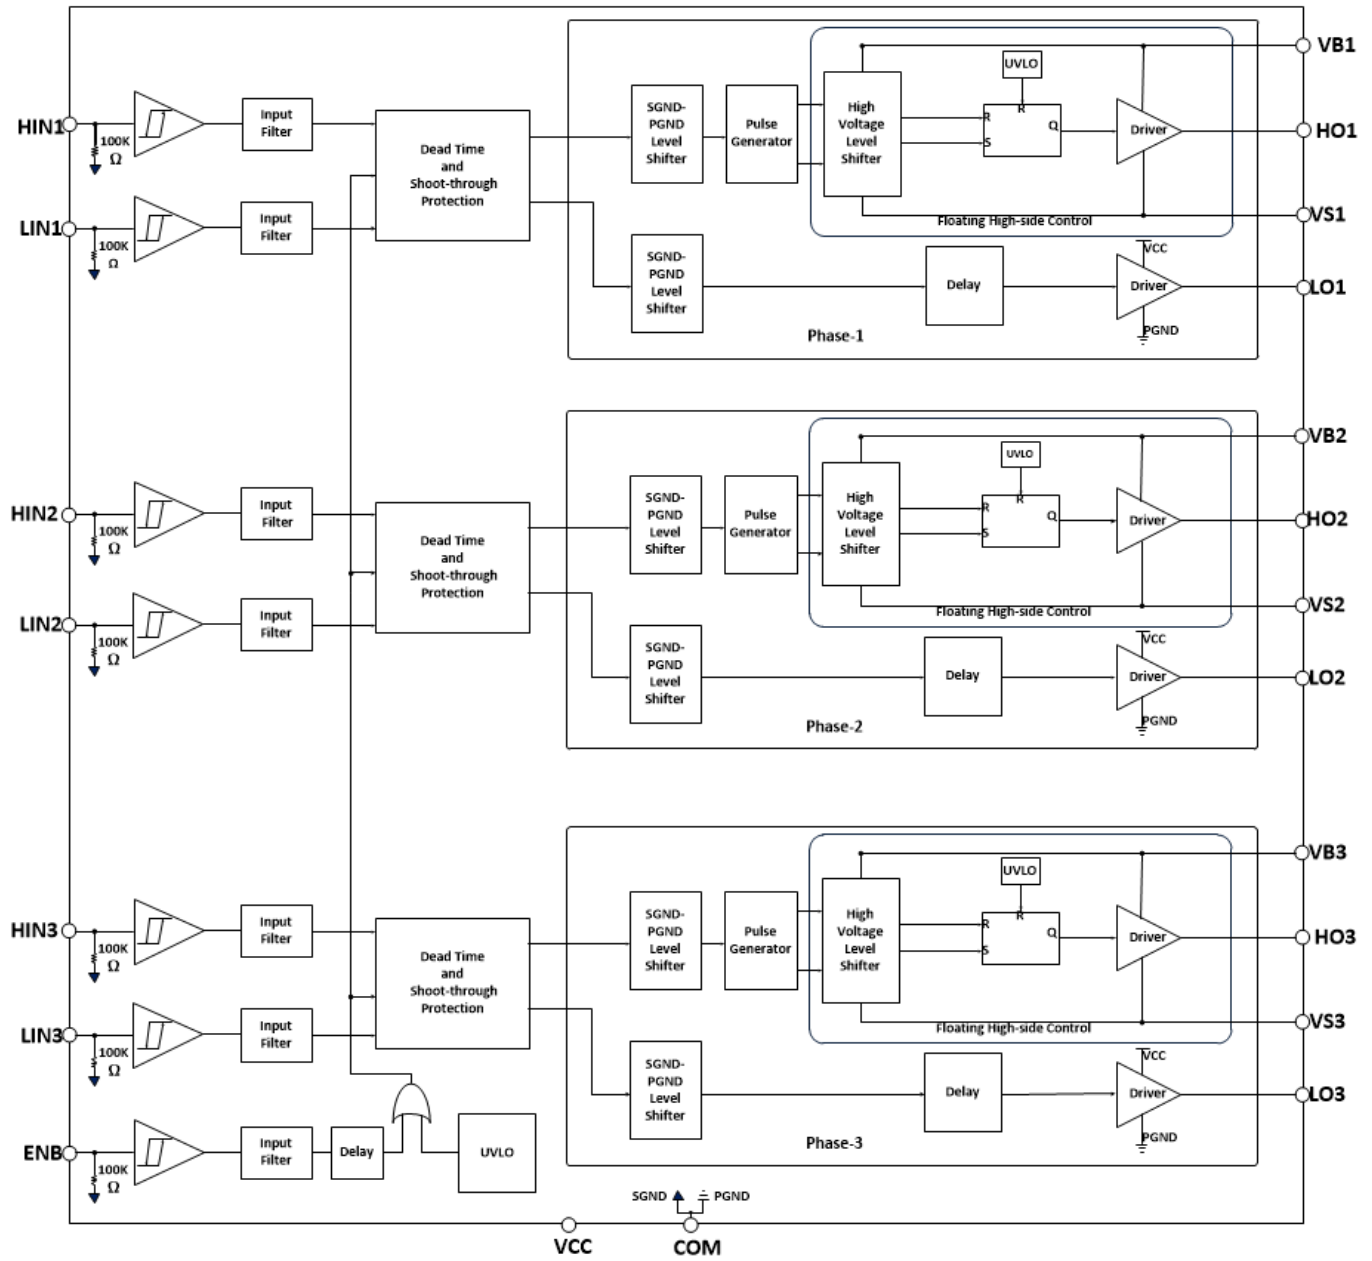 VB1
UVLO
HIN1
100K
Ω
Input
Filter
Dead Time
and
Shoot-through
Protection
SGND-
PGND
Level
Shifter
Pulse
Generator
High
Voltage
Level
Shifter
R
R
S
Q
Driver
HO1
VS1
Floating High-side Control
LIN1
100K
Ω
Input
Filter
SGND-
PGND
Level
Shifter
Delay
VCC
Driver
PGND
LO1
Phase-1
VB2
UVLO
HIN2
100K
Ω
Input
Filter
Dead Time
and
Shoot-through
Protection
SGND-
PGND
Level
Shifter
Pulse
Generator
High
Voltage
Level
Shifter
R
R
S
Q
Driver
HO2
VS2
Floating High-side Control
LIN2
100K
Ω
Input
Filter
SGND-
PGND
Level
Shifter
Delay
VCC
Driver
PGND
LO2
Phase-2
VB3
UVLO
HIN3
100K
Ω
Input
Filter
Dead Time
and
Shoot-through
Protection
SGND-
PGND
Level
Shifter
Pulse
Generator
High
Voltage
Level
Shifter
R
R
S
Q
Driver
HO3
VS3
Floating High-side Control
LIN3
100K
Ω
Input
Filter
SGND-
PGND
Level
Shifter
Delay
VCC
Driver
PGND
LO3
Phase-3
ENB
100K
Ω
Input
Filter
Delay
UVLO
SGND
PGND
VCC
COM